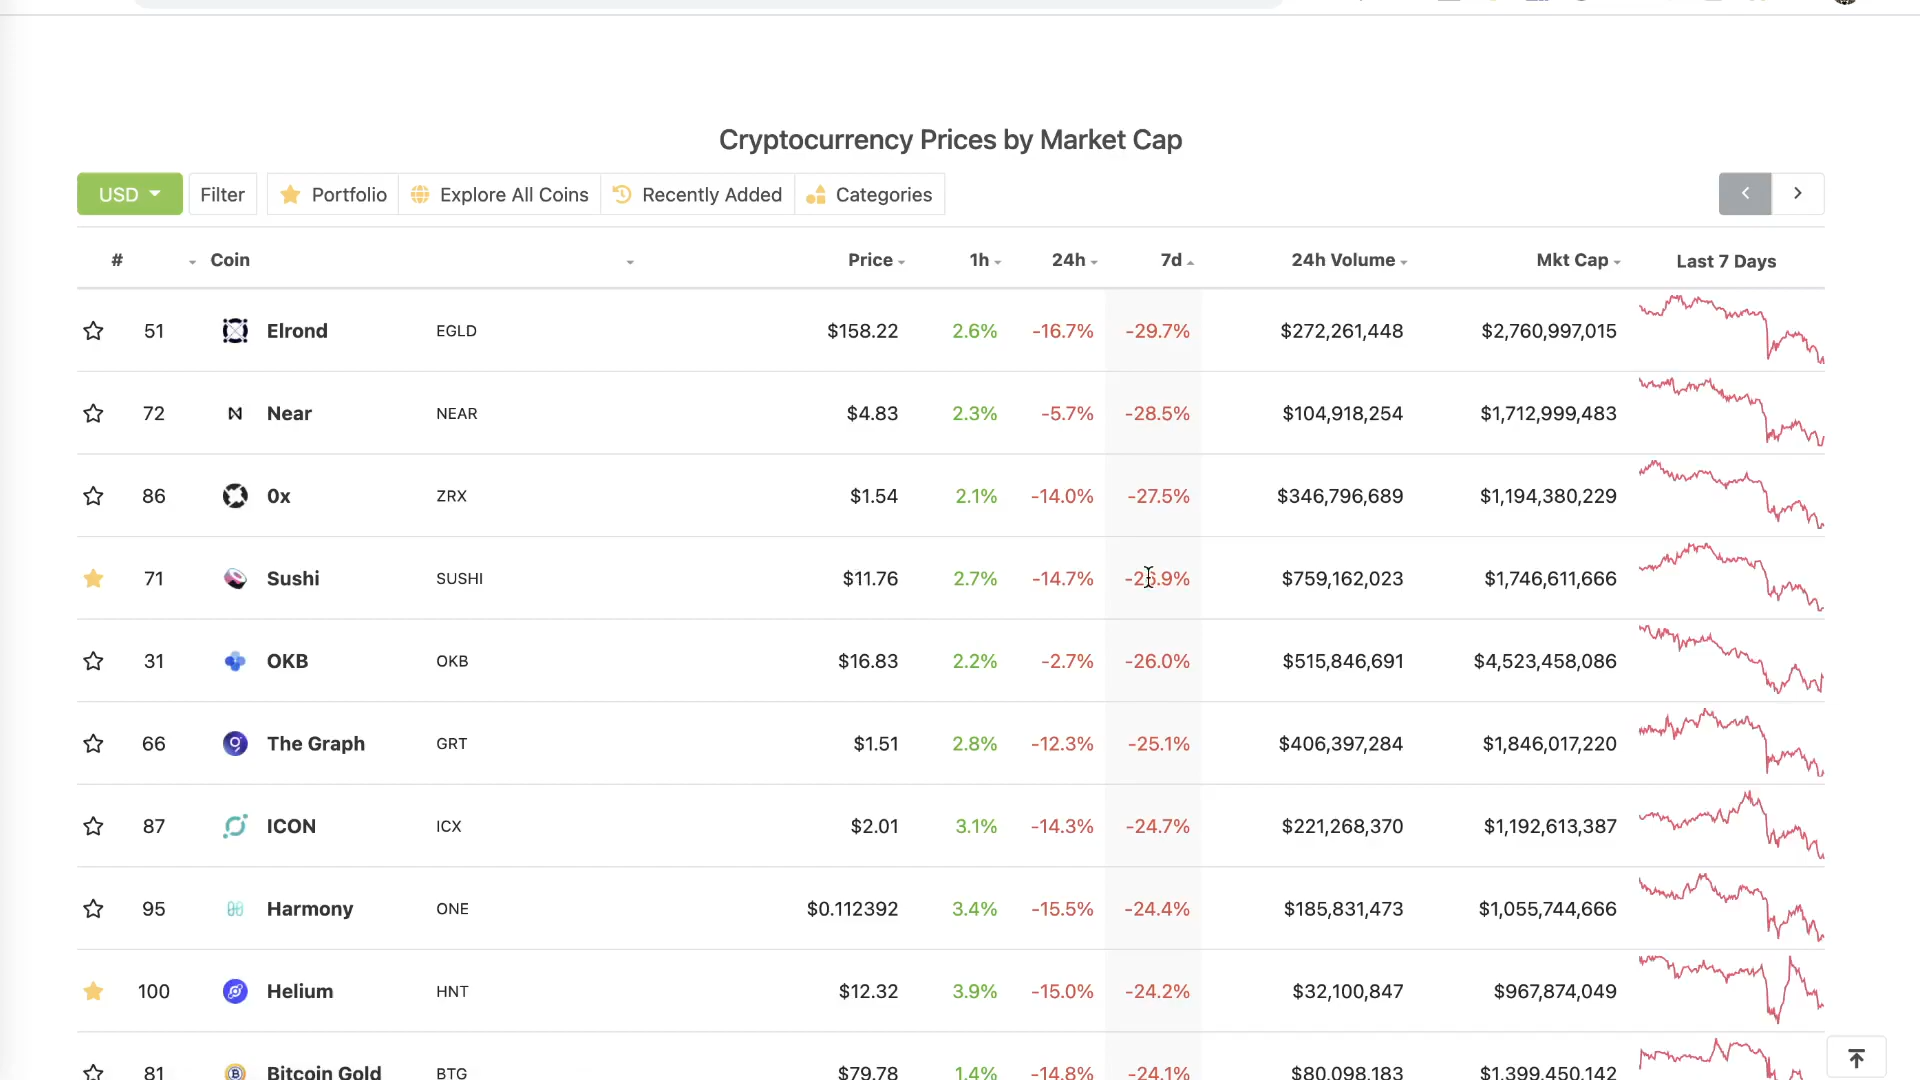 Cryptocurrency Prices by Market Cap
USD Filter Portfolio Explore All Coins Recently Added Categories
# Coin Price 1h 24h 7d 24h Volume Mkt Cap Last 7 Days
51 Elrond EGLD $158.22 2.6% -16.7% -29.7% $272,261,448 $2,760,997,015
72 Near NEAR $4.83 2.3% -5.7% -28.5% $104,918,254 $1,712,999,483
86 0x ZRX $1.54 2.1% -14.0% -27.5% $346,796,689 $1,194,380,229
71 Sushi SUSHI $11.76 2.7% -14.7% -26.9% $759,162,023 $1,746,611,666
31 OKB OKB $16.83 2.2% -2.7% -26.0% $515,846,691 $4,523,458,086
66 The Graph GRT $1.51 2.8% -12.3% -25.1% $406,397,284 $1,846,017,220
87 ICON ICX $2.01 3.1% -14.3% -24.7% $221,268,370 $1,192,613,387
95 Harmony ONE $0.112392 3.4% -15.5% -24.4% $185,831,473 $1,055,744,666
100 Helium HNT $12.32 3.9% -15.0% -24.2% $32,100,847 $967,874,049
81 Bitcoin Gold BTG $79.78 1.4% -14.8% -24.1% $80,098,183 $1,399,450,142